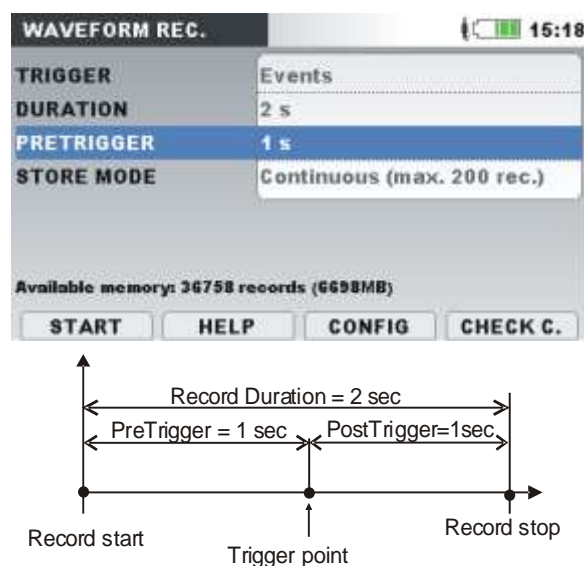 WAVEFORM REC. 15:18
TRIGGER Events
DURATION 2 s
PRETRIGGER 1 s
STORE MODE Continuous (max. 200 rec.)
Available memory: 36758 records (6698MB)
START HELP CONFIG CHECK C.
Record Duration = 2 sec
PreTrigger = 1 sec PostTrigger=1sec
Record start Trigger point Record stop